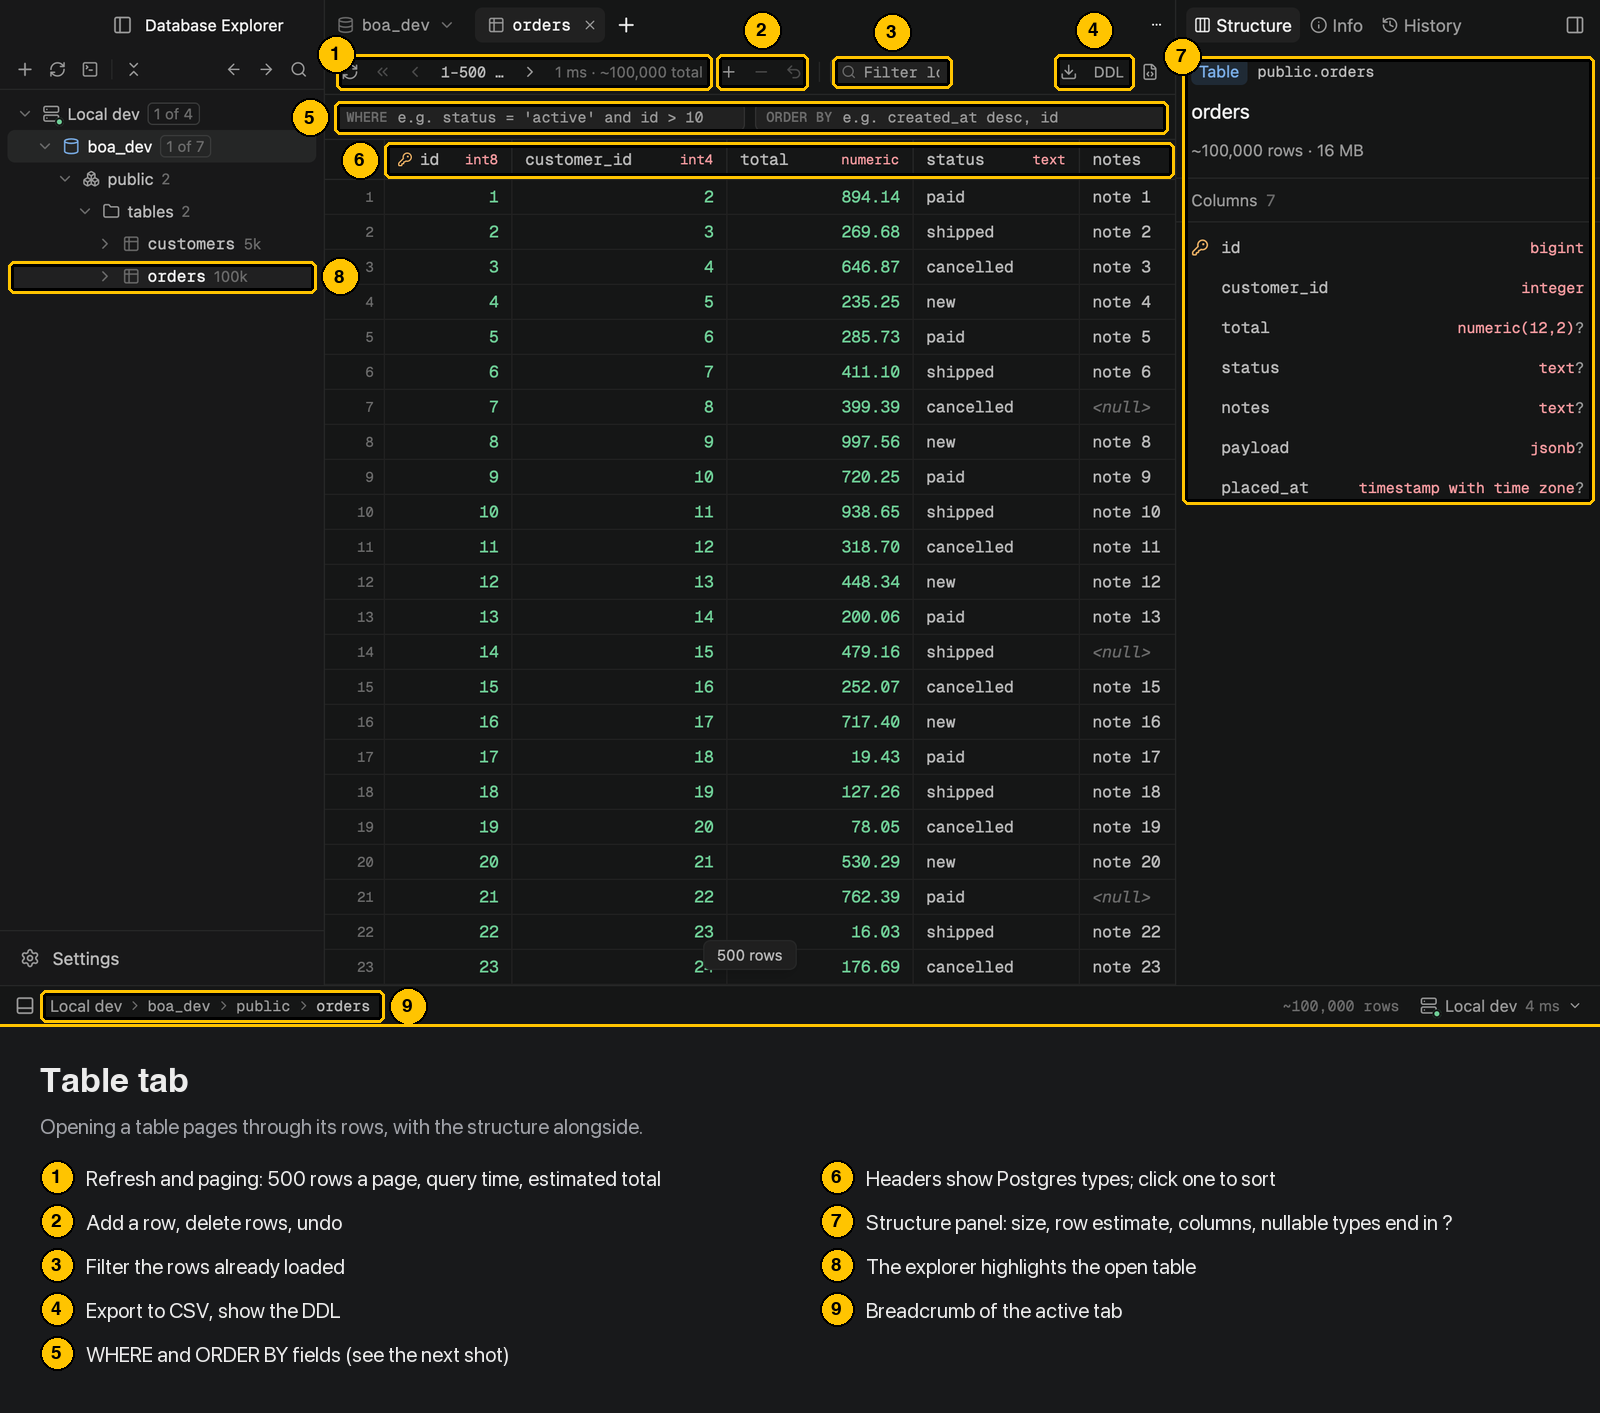 Database Explorer
boa_dev
orders
Structure
Info
History
1
2
3
4
7
1-500 …
1 ms · ~100,000 total
DDL
Table
public.orders
5
WHERE e.g. status = 'active' and id > 10
ORDER BY e.g. created_at desc, id
orders
~100,000 rows · 16 MB
Columns 7
id bigint
customer_id integer
total numeric(12,2)?
status text?
notes text?
payload jsonb?
placed_at timestamp with time zone?
Local dev 1 of 4
boa_dev 1 of 7
public 2
tables 2
customers 5k
orders 100k
8
6
id int8 customer_id int4 total numeric status text notes
1 1 2 894.14 paid note 1
2 2 3 269.68 shipped note 2
3 3 4 646.87 cancelled note 3
4 4 5 235.25 new note 4
5 5 6 285.73 paid note 5
6 6 7 411.10 shipped note 6
7 7 8 399.39 cancelled <null>
8 8 9 997.56 new note 8
9 9 10 720.25 paid note 9
10 10 11 938.65 shipped note 10
11 11 12 318.70 cancelled note 11
12 12 13 448.34 new note 12
13 13 14 200.06 paid note 13
14 14 15 479.16 shipped <null>
15 15 16 252.07 cancelled note 15
16 16 17 717.40 new note 16
17 17 18 19.43 paid note 17
18 18 19 127.26 shipped note 18
19 19 20 78.05 cancelled note 19
20 20 21 530.29 new note 20
21 21 22 762.39 paid <null>
22 22 23 16.03 shipped note 22
23 23 176.69 cancelled note 23
500 rows
Settings
Local dev > boa_dev > public > orders
9
~100,000 rows
Local dev 4 ms
Table tab
Opening a table pages through its rows, with the structure alongside.
1 Refresh and paging: 500 rows a page, query time, estimated total
2 Add a row, delete rows, undo
3 Filter the rows already loaded
4 Export to CSV, show the DDL
5 WHERE and ORDER BY fields (see the next shot)
6 Headers show Postgres types; click one to sort
7 Structure panel: size, row estimate, columns, nullable types end in ?
8 The explorer highlights the open table
9 Breadcrumb of the active tab